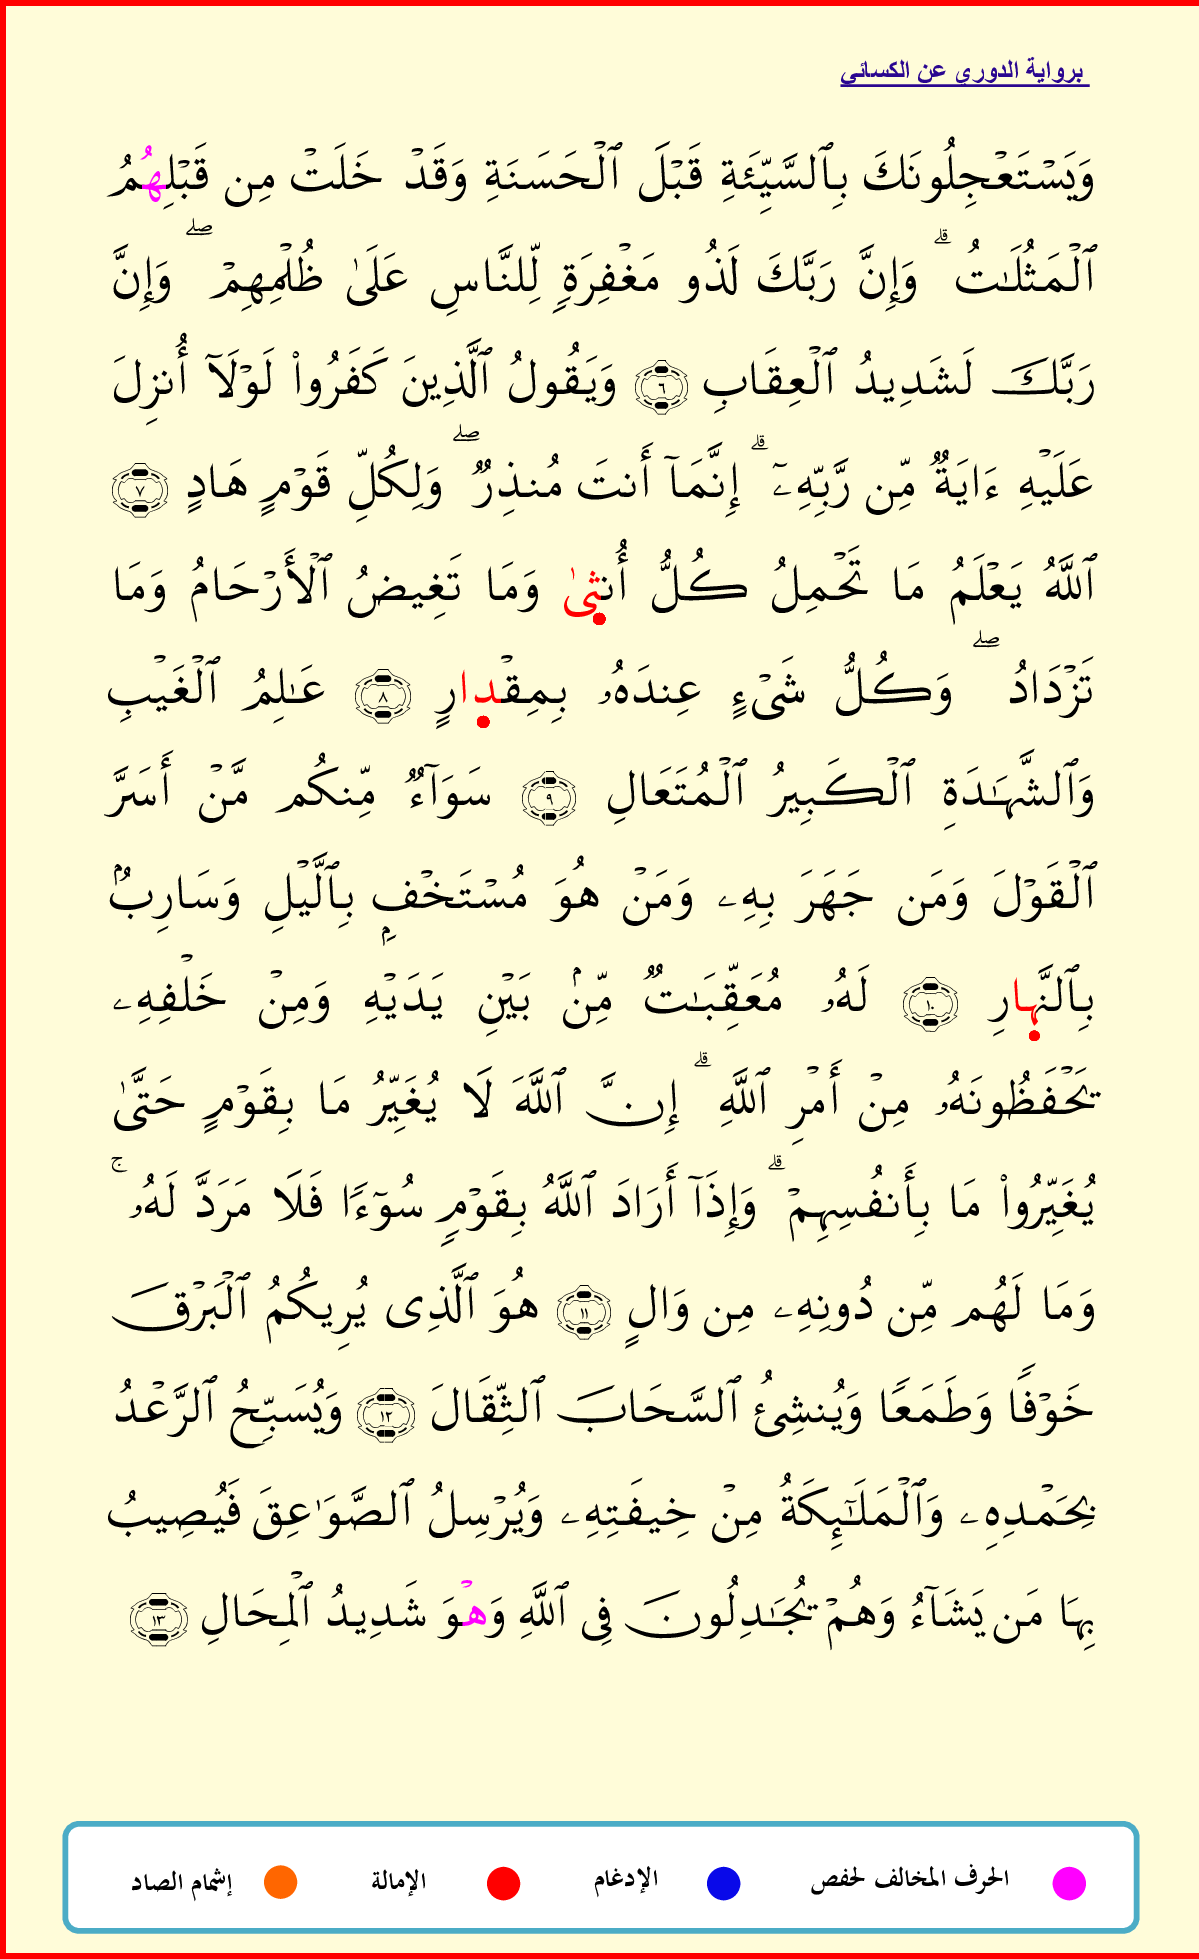 برواية الدوري عن الكسائي
وَيَسْتَعْجِلُونَكَ بِٱلسَّيِّئَةِ قَبْلَ ٱلْحَسَنَةِ وَقَدْ خَلَتْ مِن قَبْلِهُمُ
ٱلْمَثُلَٰتُ ۗ وَإِنَّ رَبَّكَ لَذُو مَغْفِرَةٍ لِّلنَّاسِ عَلَىٰ ظُلْمِهِمْ ۖ وَإِنَّ
رَبَّكَ لَشَدِيدُ ٱلْعِقَابِ ٦ وَيَقُولُ ٱلَّذِينَ كَفَرُوا۟ لَوْلَآ أُنزِلَ
عَلَيْهِ ءَايَةٌ مِّن رَّبِّهِۦٓ ۗ إِنَّمَآ أَنتَ مُنذِرٌ ۖ وَلِكُلِّ قَوْمٍ هَادٍ ٧
ٱللَّهُ يَعْلَمُ مَا تَحْمِلُ كُلُّ أُنثىٰ وَمَا تَغِيضُ ٱلْأَرْحَامُ وَمَا
تَزْدَادُ ۖ وَكُلُّ شَىْءٍ عِندَهُۥ بِمِقْدارٍ ٨ عَٰلِمُ ٱلْغَيْبِ
وَٱلشَّهَٰدَةِ ٱلْكَبِيرُ ٱلْمُتَعَالِ ٩ سَوَآءٌ مِّنكُم مَّنْ أَسَرَّ
ٱلْقَوْلَ وَمَن جَهَرَ بِهِۦ وَمَنْ هُوَ مُسْتَخْفٍۭ بِٱلَّيْلِ وَسَارِبٌۢ
بِٱلنَّهارِ ١٠ لَهُۥ مُعَقِّبَٰتٌ مِّنۢ بَيْنِ يَدَيْهِ وَمِنْ خَلْفِهِۦ
يَحْفَظُونَهُۥ مِنْ أَمْرِ ٱللَّهِ ۗ إِنَّ ٱللَّهَ لَا يُغَيِّرُ مَا بِقَوْمٍ حَتَّىٰ
يُغَيِّرُوا۟ مَا بِأَنفُسِهِمْ ۗ وَإِذَآ أَرَادَ ٱللَّهُ بِقَوْمٍ سُوٓءًا فَلَا مَرَدَّ لَهُۥ ۚ
وَمَا لَهُم مِّن دُونِهِۦ مِن وَالٍ ١١ هُوَ ٱلَّذِى يُرِيكُمُ ٱلْبَرْقَ
خَوْفًا وَطَمَعًا وَيُنشِئُ ٱلسَّحَابَ ٱلثِّقَالَ ١٢ وَيُسَبِّحُ ٱلرَّعْدُ
بِحَمْدِهِۦ وَٱلْمَلَٰٓئِكَةُ مِنْ خِيفَتِهِۦ وَيُرْسِلُ ٱلصَّوَٰعِقَ فَيُصِيبُ
بِهَا مَن يَشَآءُ وَهُمْ يُجَٰدِلُونَ فِى ٱللَّهِ وَهْوَ شَدِيدُ ٱلْمِحَالِ ١٣
الحرف المخالف لحفص الإدغام الإمالة إشمام الصاد